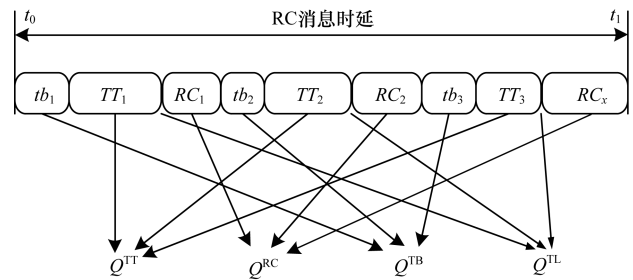 t₀ RC消息时延 t₁
tb₁ TT₁ RC₁ tb₂ TT₂ RC₂ tb₃ TT₃ RCₓ
Qᵀᵀ Qᴿᶜ Qᵀᴮ Qᵀᴸ